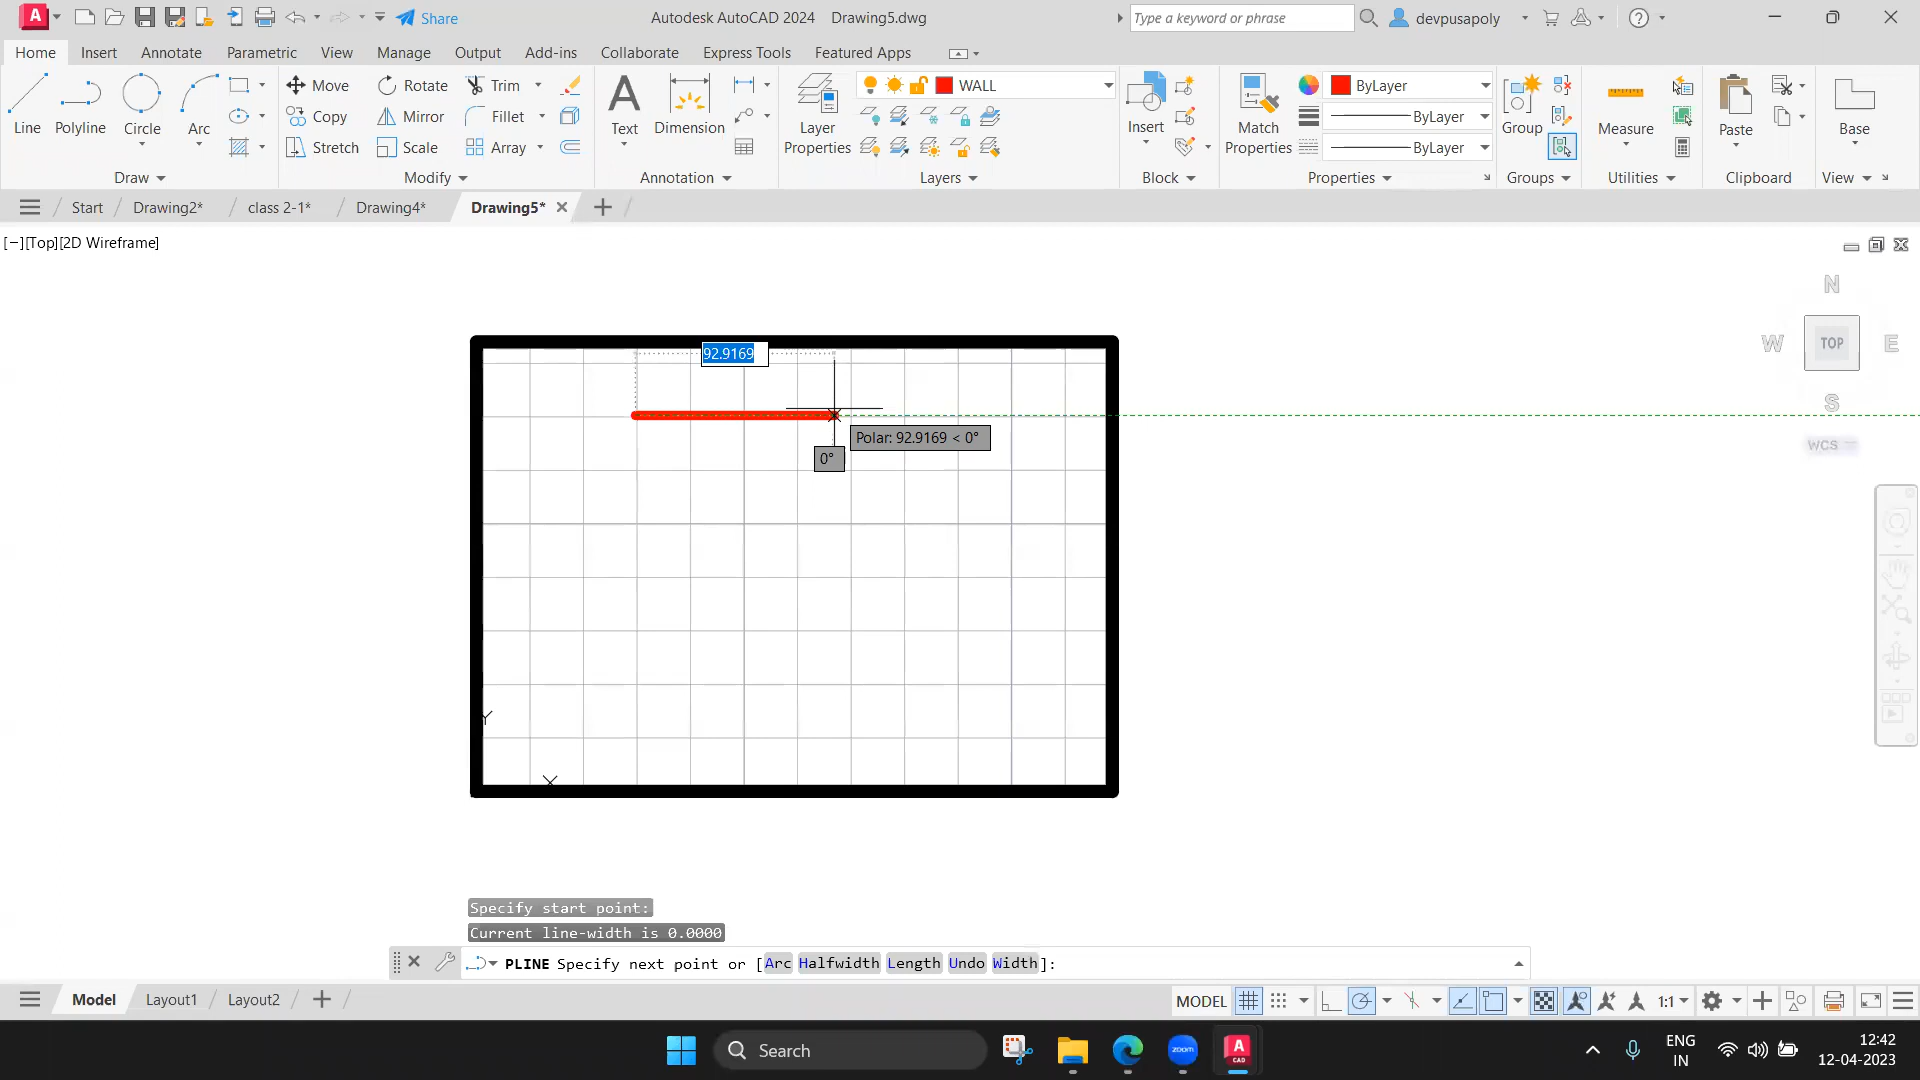 Share
Autodesk AutoCAD 2024 Drawing5.dwg
Type a keyword or phrase
devpusapoly
Home Insert Annotate Parametric View Manage Output Add-ins Collaborate Express Tools Featured Apps
Line Polyline Circle Arc
Move Rotate Trim
Copy Mirror Fillet
Stretch Scale Array
Text Dimension
Layer Properties
WALL
Insert
Match Properties
ByLayer
ByLayer
ByLayer
Group
Measure
Paste
Base
Draw Modify Annotation Layers Block Properties Groups Utilities Clipboard View
Start Drawing2* class 2-1* Drawing4* Drawing5*
[−][Top][2D Wireframe]
N
W TOP E
S
WCS
92.9169
Polar: 92.9169 < 0°
0°
Y
X
Specify start point:
Current line-width is 0.0000
PLINE Specify next point or [Arc Halfwidth Length Undo Width]:
Model Layout1 Layout2
MODEL 1:1
Search
zoom
A
CAD
ENG
IN
12:42
12-04-2023